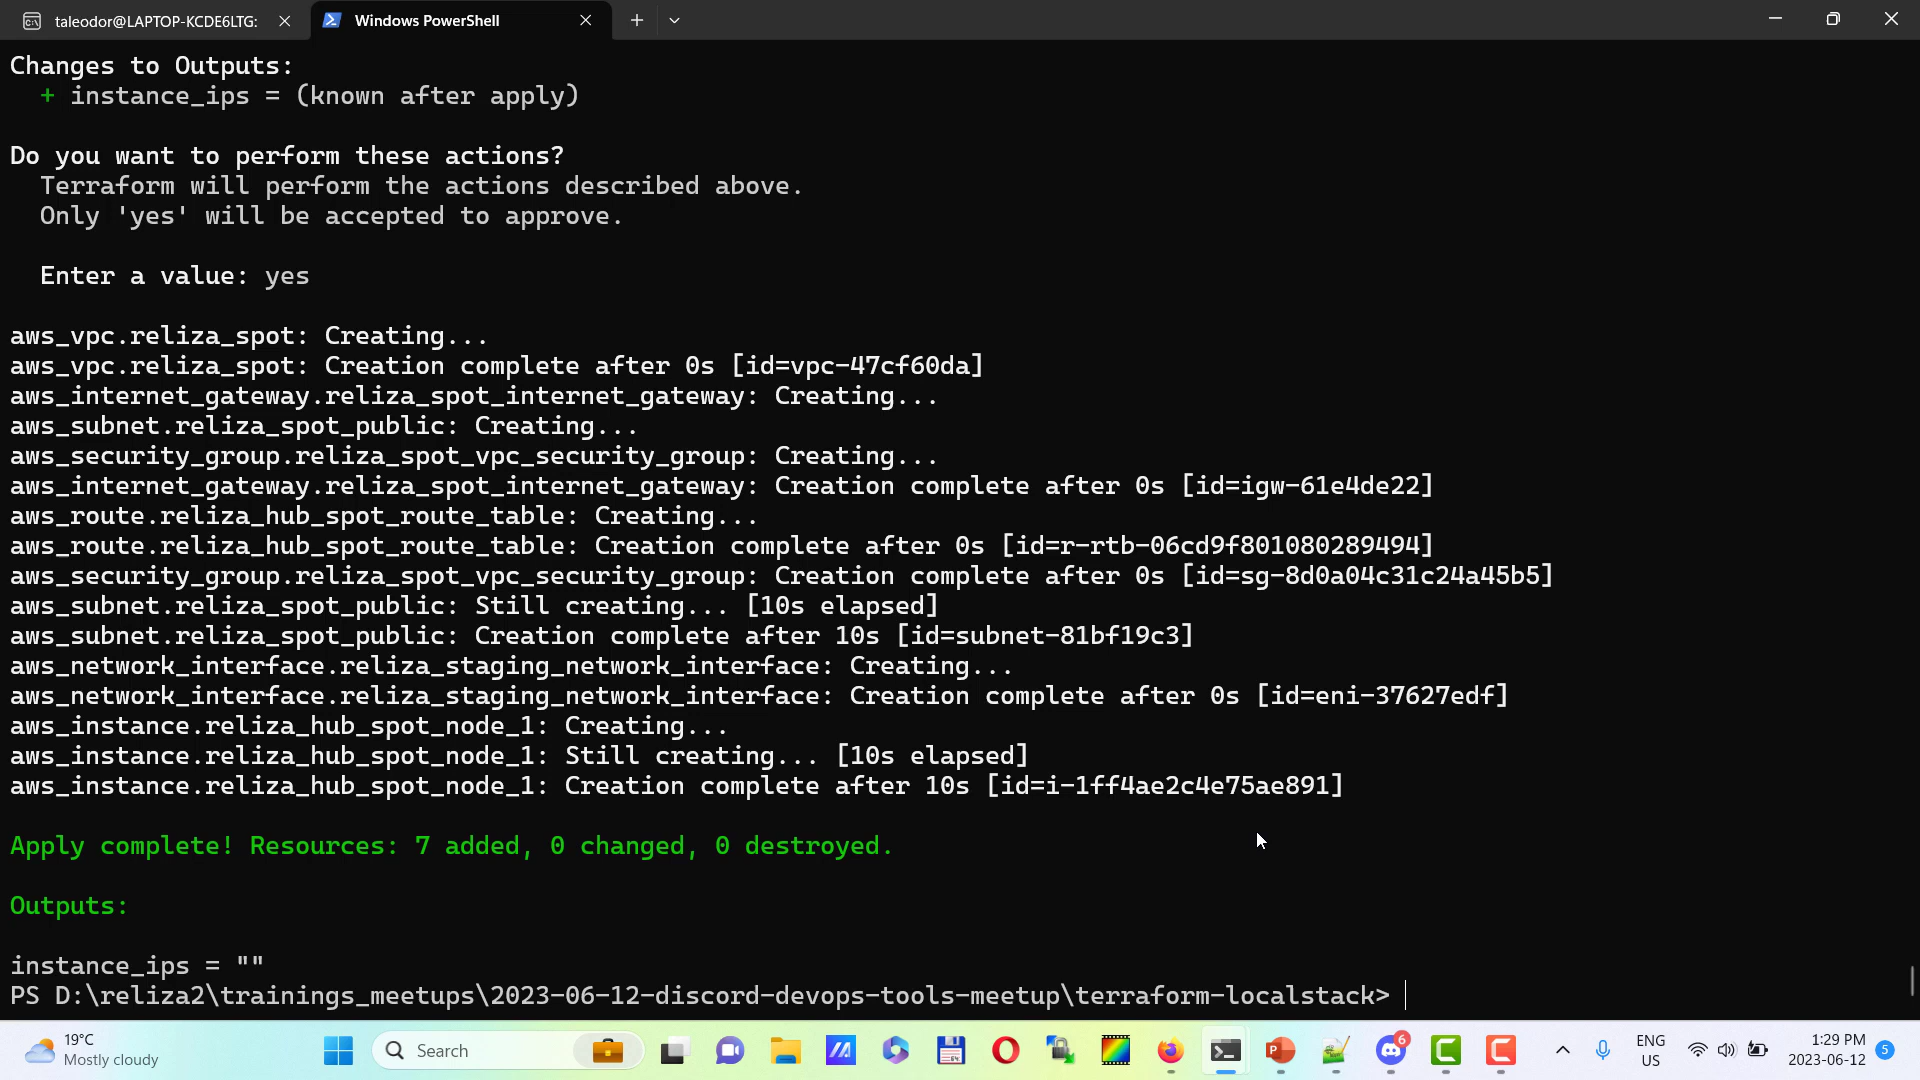 taleodor@LAPTOP-KCDE6LTG:
Windows PowerShell
Changes to Outputs:
+ instance_ips = (known after apply)
Do you want to perform these actions?
Terraform will perform the actions described above.
Only 'yes' will be accepted to approve.
Enter a value: yes
aws_vpc.reliza_spot: Creating...
aws_vpc.reliza_spot: Creation complete after 0s [id=vpc-47cf60da]
aws_internet_gateway.reliza_spot_internet_gateway: Creating...
aws_subnet.reliza_spot_public: Creating...
aws_security_group.reliza_spot_vpc_security_group: Creating...
aws_internet_gateway.reliza_spot_internet_gateway: Creation complete after 0s [id=igw-61e4de22]
aws_route.reliza_hub_spot_route_table: Creating...
aws_route.reliza_hub_spot_route_table: Creation complete after 0s [id=r-rtb-06cd9f801080289494]
aws_security_group.reliza_spot_vpc_security_group: Creation complete after 0s [id=sg-8d0a04c31c24a45b5]
aws_subnet.reliza_spot_public: Still creating... [10s elapsed]
aws_subnet.reliza_spot_public: Creation complete after 10s [id=subnet-81bf19c3]
aws_network_interface.reliza_staging_network_interface: Creating...
aws_network_interface.reliza_staging_network_interface: Creation complete after 0s [id=eni-37627edf]
aws_instance.reliza_hub_spot_node_1: Creating...
aws_instance.reliza_hub_spot_node_1: Still creating... [10s elapsed]
aws_instance.reliza_hub_spot_node_1: Creation complete after 10s [id=i-1ff4ae2c4e75ae891]
Apply complete! Resources: 7 added, 0 changed, 0 destroyed.
Outputs:
instance_ips = ""
PS D:\reliza2\trainings_meetups\2023-06-12-discord-devops-tools-meetup\terraform-localstack>
19°C
Mostly cloudy
Search
6
ENG
US
1:29 PM
2023-06-12
5